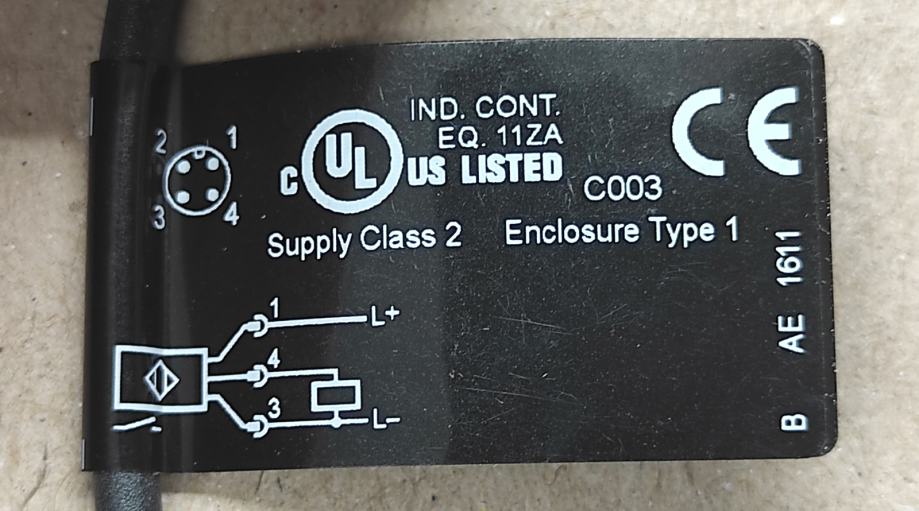 IND. CONT.
EQ. 11ZA
C UL US LISTED
C003
CE
Supply Class 2 Enclosure Type 1
2 1
3 4
1 L+
4
3 L-
B AE 1611